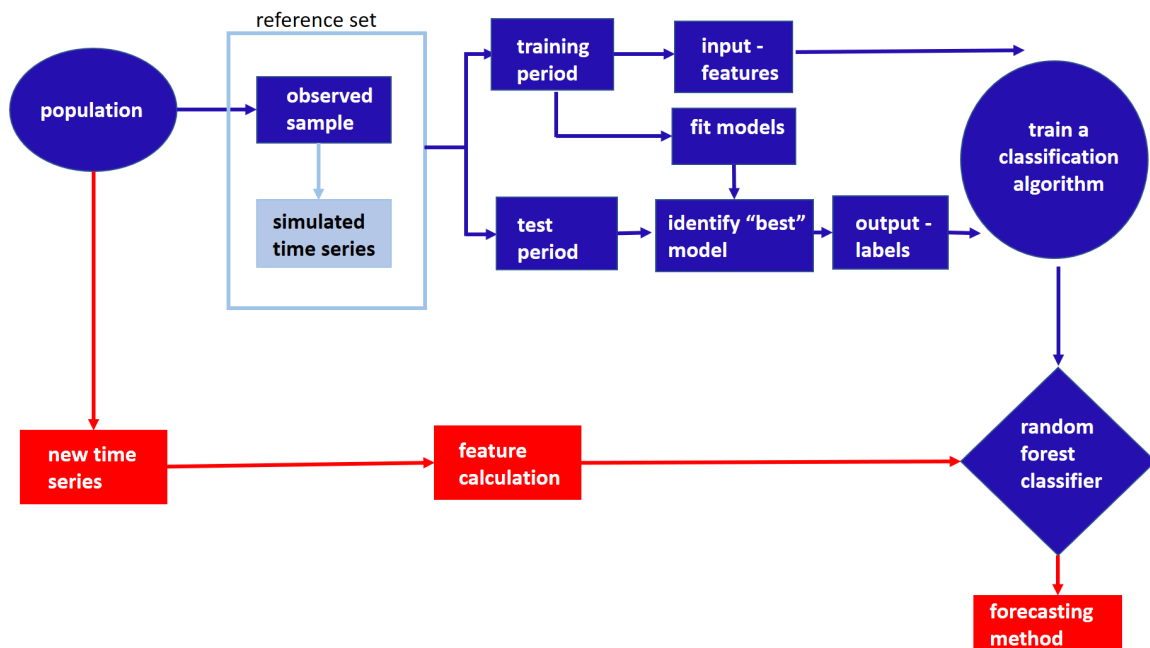 reference set
population
observed
sample
simulated
time series
training
period
input -
features
fit models
test
period
identify “best”
model
output -
labels
train a
classification
algorithm
new time
series
feature
calculation
random
forest
classifier
forecasting
method